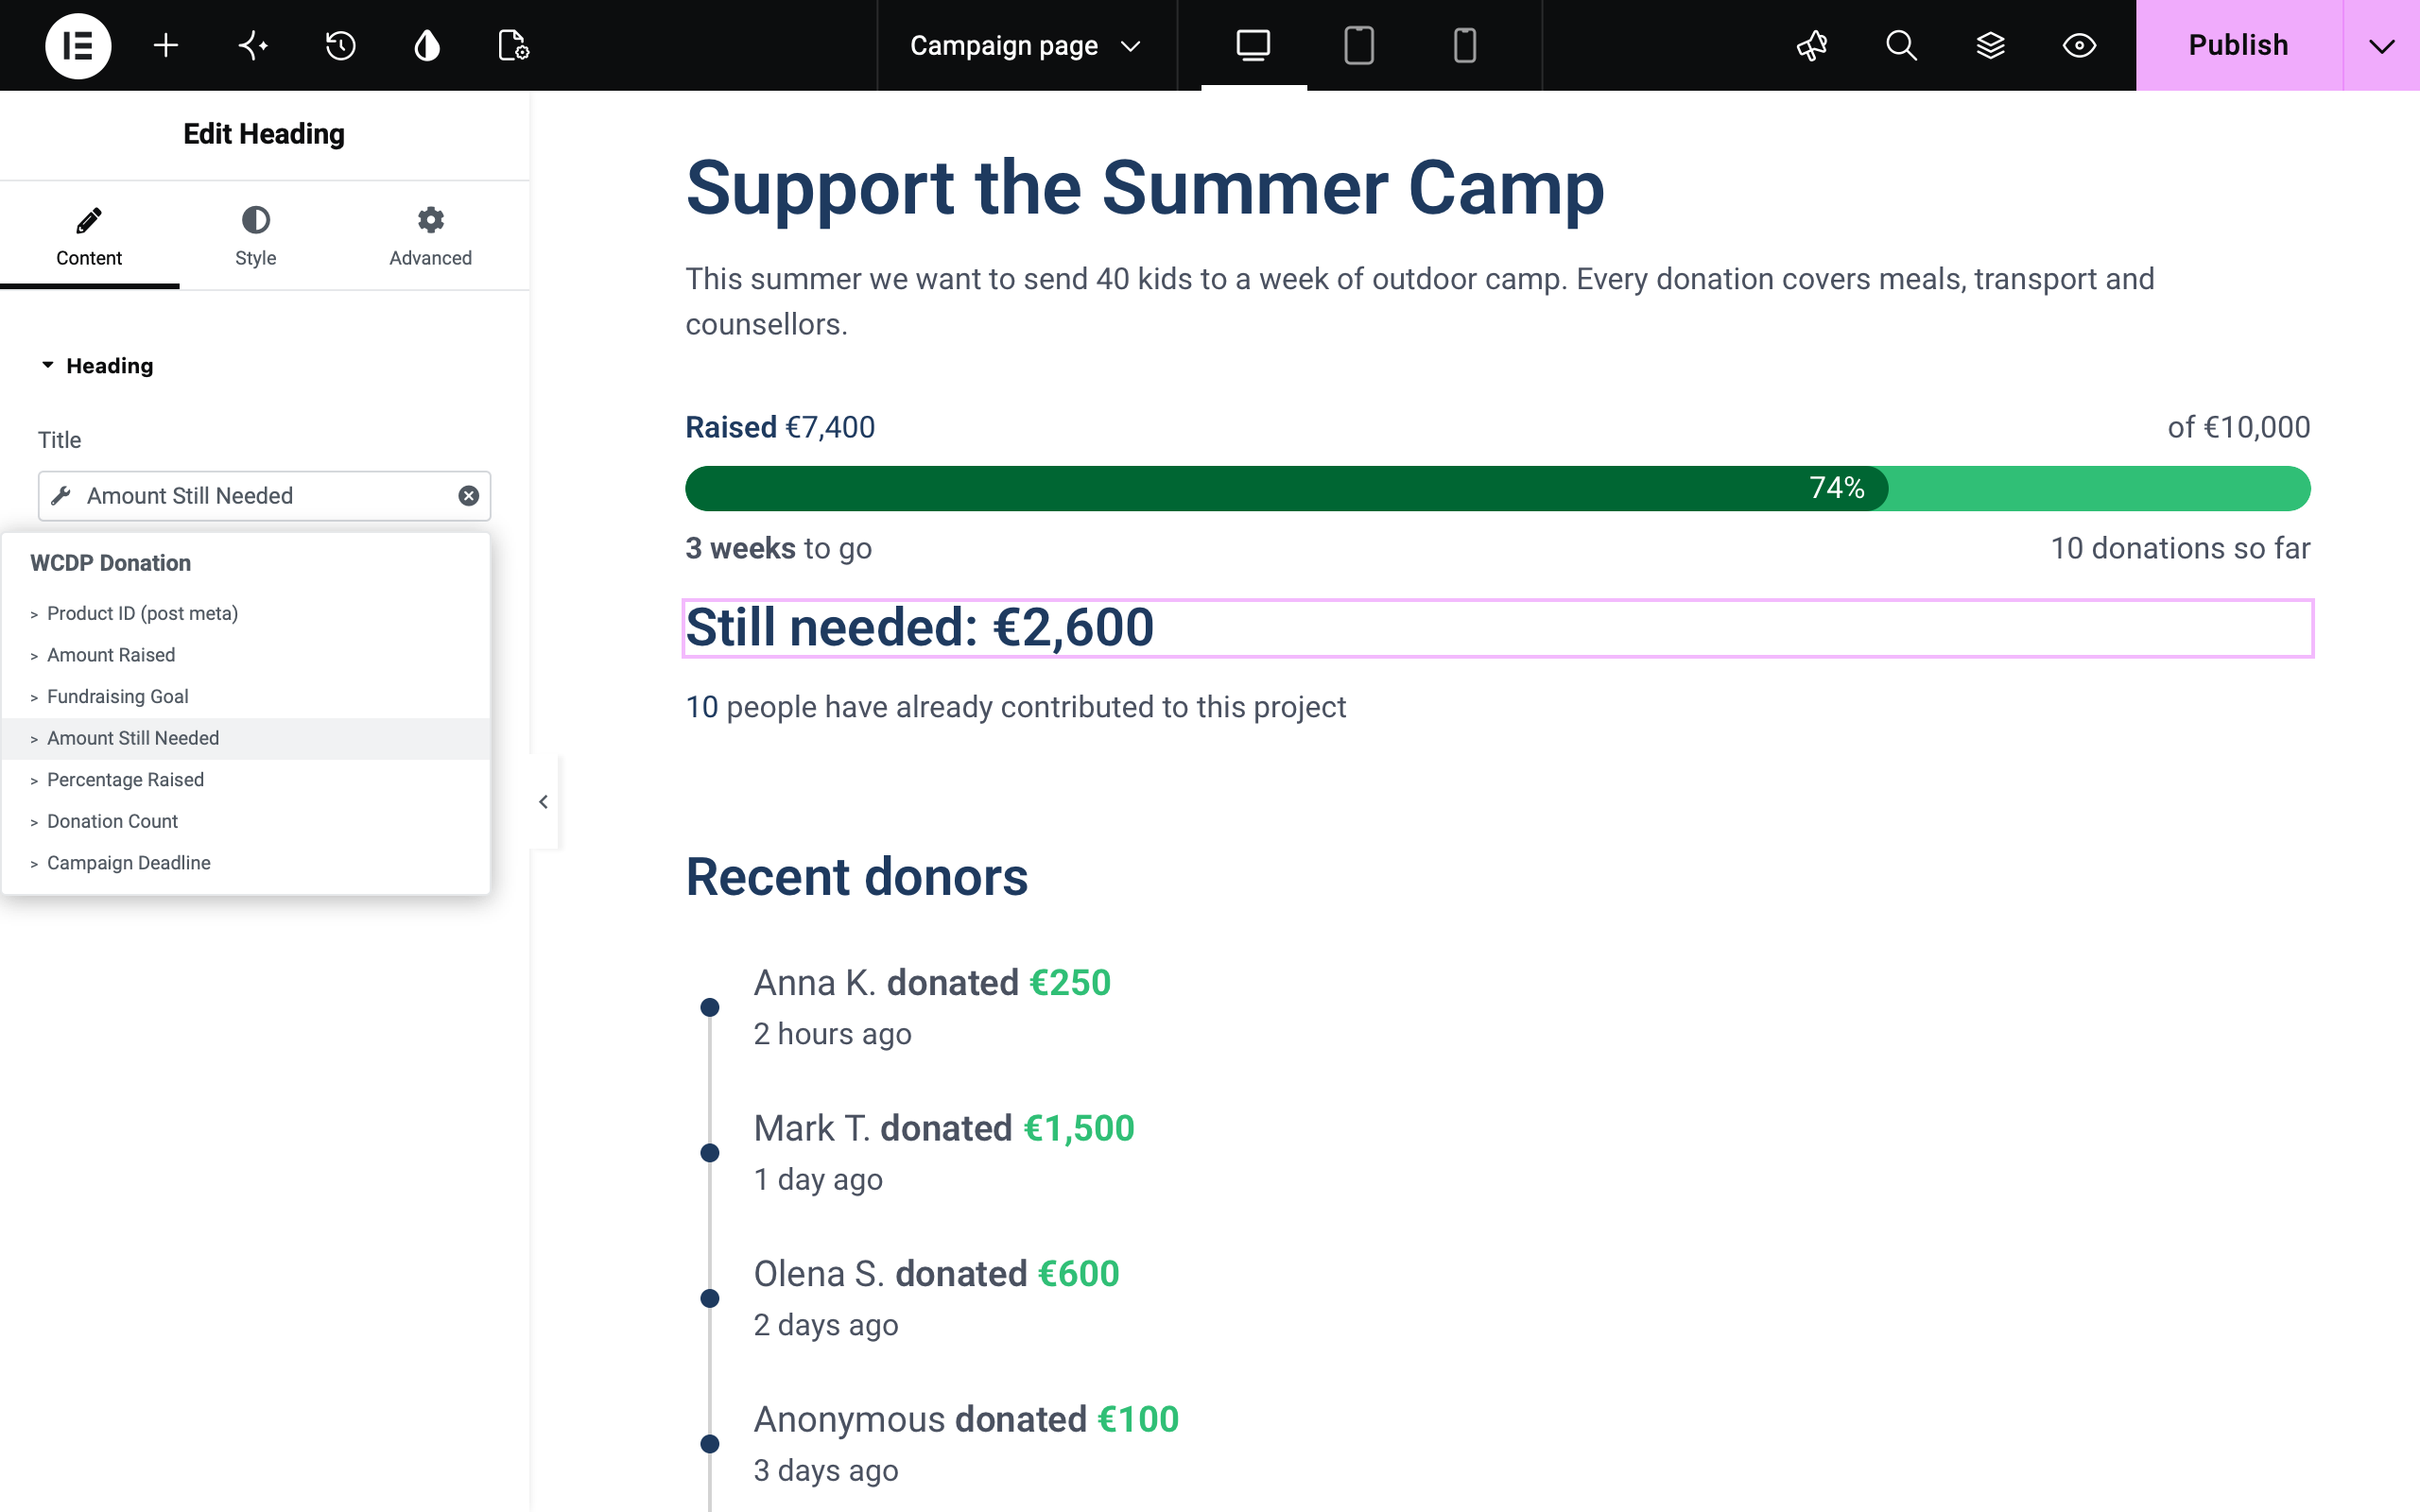 Campaign page
Publish
Edit Heading
Content
Style
Advanced
Heading
Title
Amount Still Needed
WCDP Donation
> Product ID (post meta)
> Amount Raised
> Fundraising Goal
> Amount Still Needed
> Percentage Raised
> Donation Count
> Campaign Deadline
Support the Summer Camp
This summer we want to send 40 kids to a week of outdoor camp. Every donation covers meals, transport and
counsellors.
Raised €7,400
of €10,000
74%
3 weeks to go
10 donations so far
Still needed: €2,600
10 people have already contributed to this project
Recent donors
Anna K. donated €250
2 hours ago
Mark T. donated €1,500
1 day ago
Olena S. donated €600
2 days ago
Anonymous donated €100
3 days ago